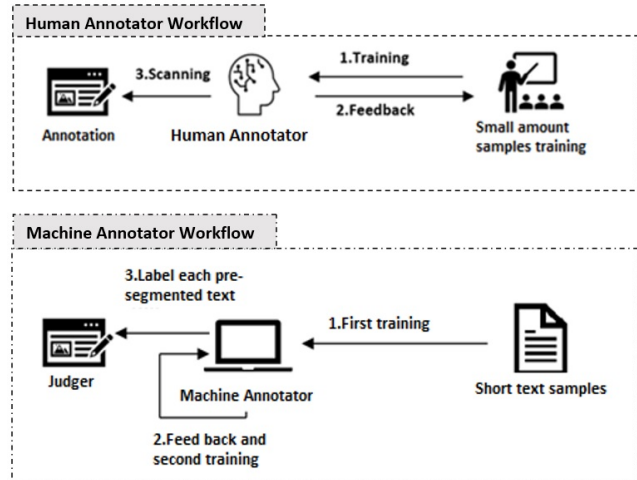 Human Annotator Workflow
1.Training
3.Scanning
2.Feedback
Annotation
Human Annotator
Small amount
samples training
Machine Annotator Workflow
3.Label each pre-
segmented text
1.First training
Judger
Machine Annotator
Short text samples
2.Feed back and
second training